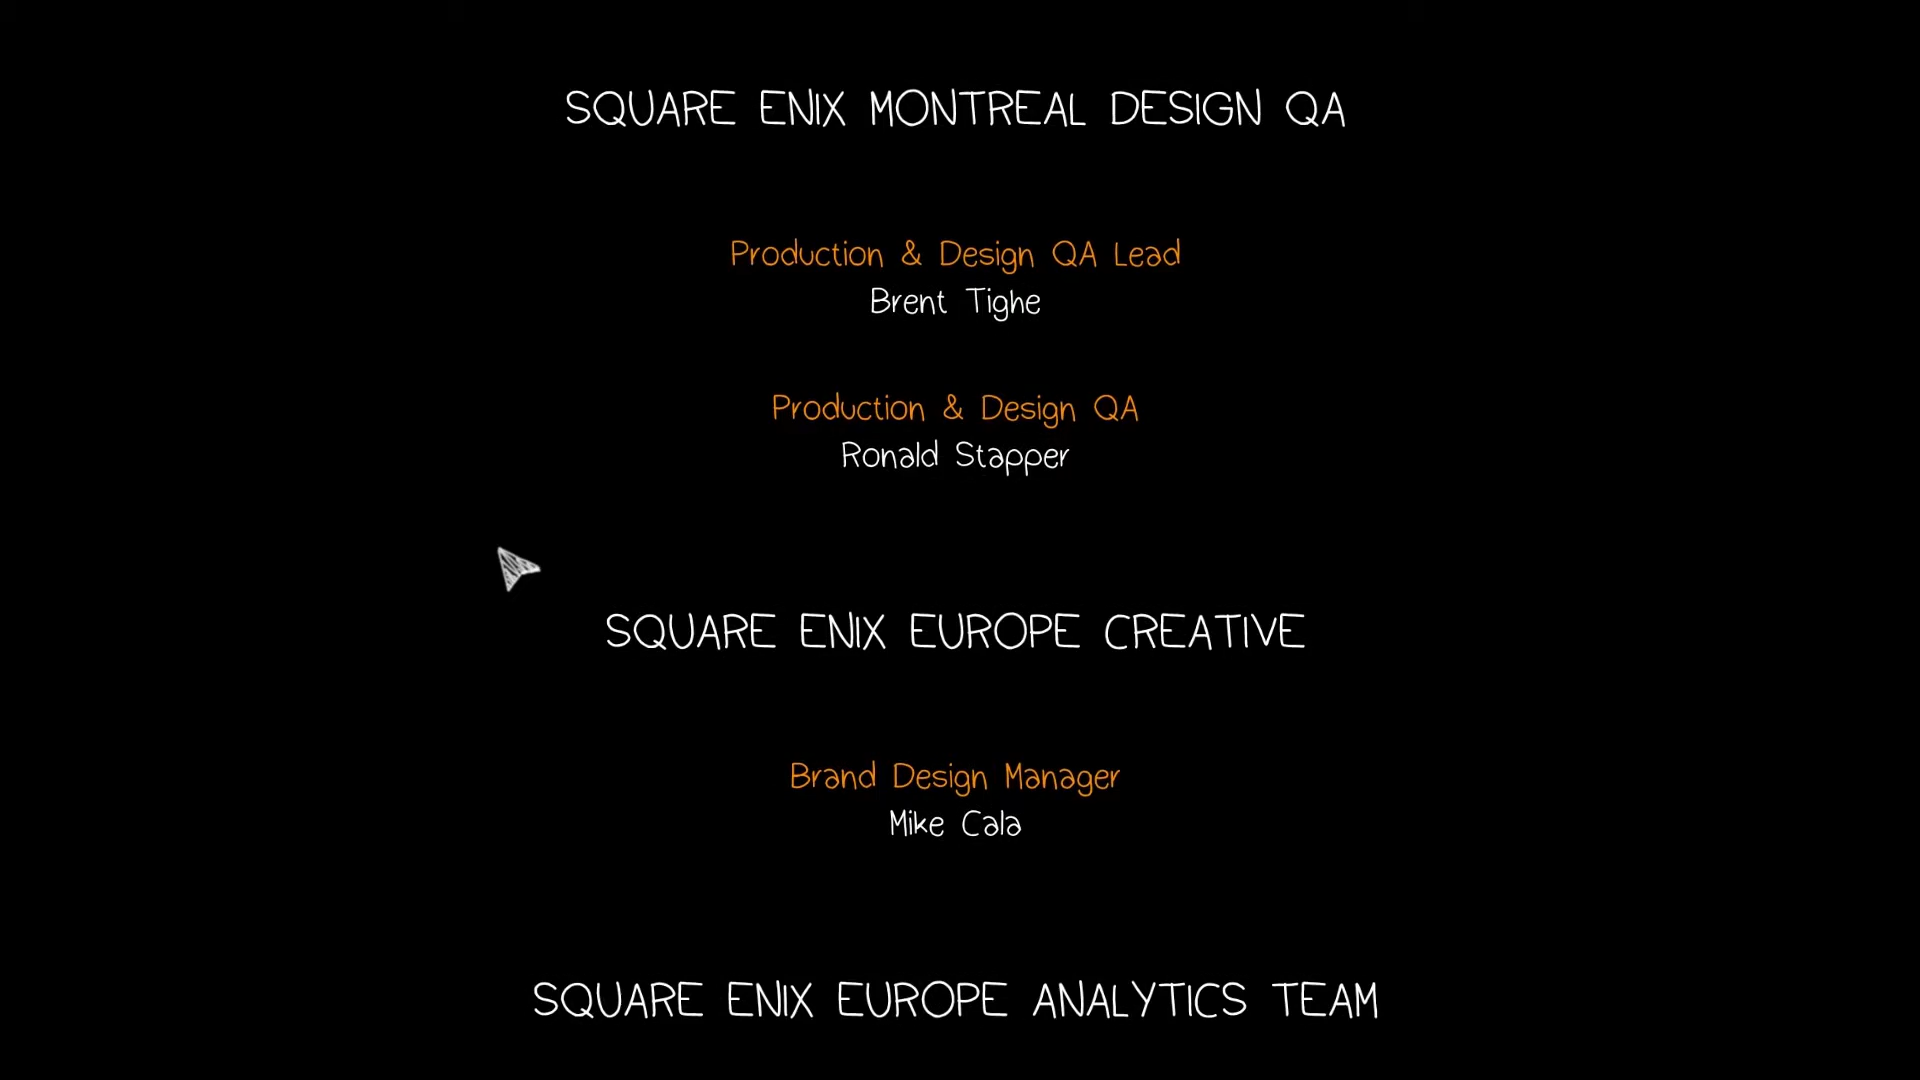 SQUARE ENIX MONTREAL DESIGN QA
Production & Design QA Lead
Brent Tighe
Production & Design QA
Ronald Stapper
SQUARE ENIX EUROPE CREATIVE
Brand Design Manager
Mike Cala
SQUARE ENIX EUROPE ANALYTICS TEAM